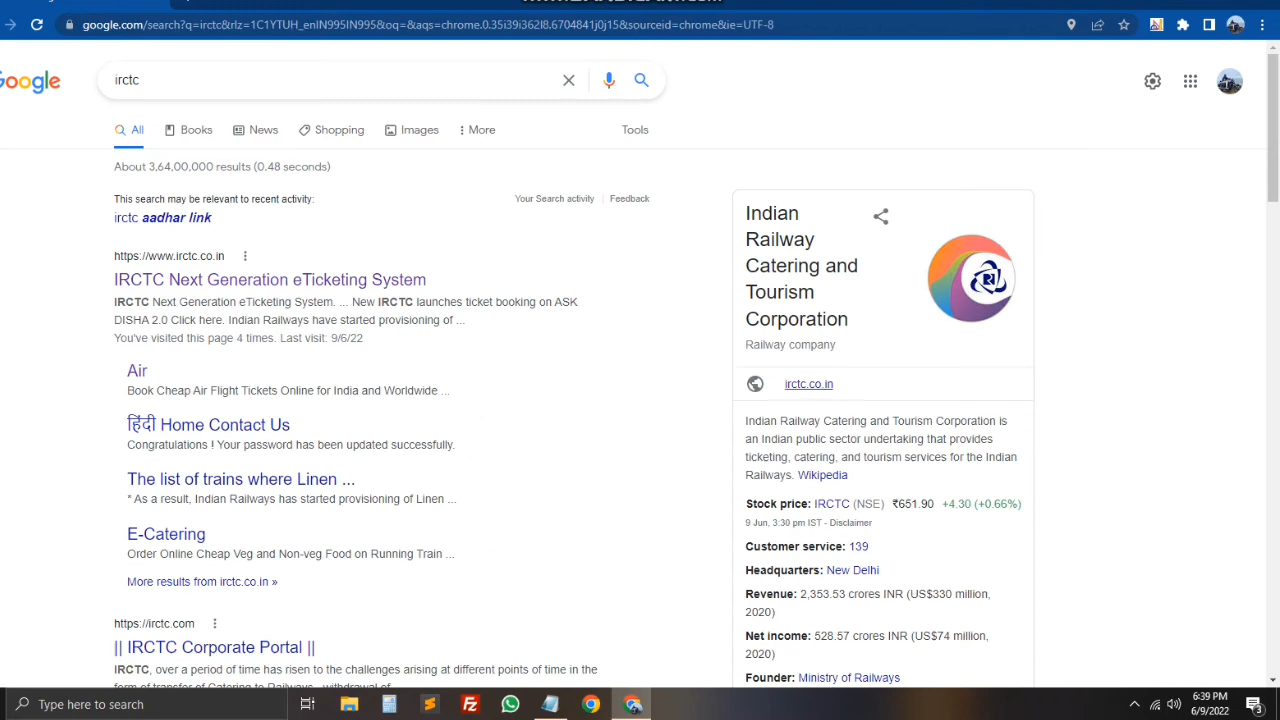 google.com/search?q=irctc&rlz=1C1YTUH_enIN995IN995&oq=&aqs=chrome.0.35i39i362l8.6704841j0j15&sourceid=chrome&ie=UTF-8
Google
irctc
All
Books
News
Shopping
Images
More
Tools
About 3,64,00,000 results (0.48 seconds)
This search may be relevant to recent activity:
Your Search activity
Feedback
irctc aadhar link
https://www.irctc.co.in
IRCTC Next Generation eTicketing System
IRCTC Next Generation eTicketing System. ... New IRCTC launches ticket booking on ASK
DISHA 2.0 Click here. Indian Railways have started provisioning of ...
You've visited this page 4 times. Last visit: 9/6/22
Air
Book Cheap Air Flight Tickets Online for India and Worldwide ...
हिंदी Home Contact Us
Congratulations ! Your password has been updated successfully.
The list of trains where Linen ...
* As a result, Indian Railways has started provisioning of Linen ...
E-Catering
Order Online Cheap Veg and Non-veg Food on Running Train ...
More results from irctc.co.in »
https://irctc.com
|| IRCTC Corporate Portal ||
IRCTC, over a period of time has risen to the challenges arising at different points of time in the
form of transfer of Catering to Railways, withdrawal of
Indian
Railway
Catering and
Tourism
Corporation
Railway company
irctc.co.in
Indian Railway Catering and Tourism Corporation is
an Indian public sector undertaking that provides
ticketing, catering, and tourism services for the Indian
Railways. Wikipedia
Stock price: IRCTC (NSE) ₹651.90 +4.30 (+0.66%)
9 Jun, 3:30 pm IST - Disclaimer
Customer service: 139
Headquarters: New Delhi
Revenue: 2,353.53 crores INR (US$330 million,
2020)
Net income: 528.57 crores INR (US$74 million,
2020)
Founder: Ministry of Railways
Type here to search
6:39 PM
6/9/2022
3